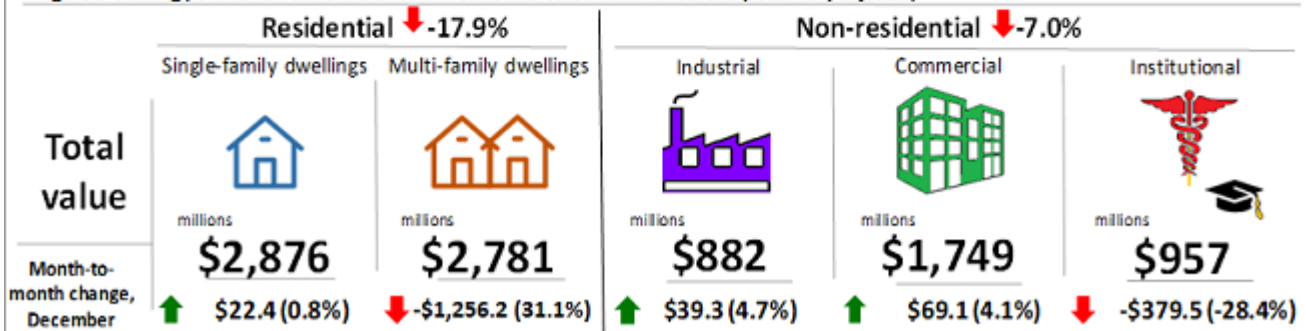 Residential -17.9%
Non-residential -7.0%
Single-family dwellings
Multi-family dwellings
Industrial
Commercial
Institutional
Total
value
millions
millions
millions
millions
millions
$2,876
$2,781
$882
$1,749
$957
Month-to-
month change,
December
$22.4 (0.8%)
-$1,256.2 (31.1%)
$39.3 (4.7%)
$69.1 (4.1%)
-$379.5 (-28.4%)